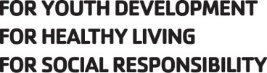 FOR YOUTH DEVELOPMENT
FOR HEALTHY LIVING
FOR SOCIAL RESPONSIBILITY